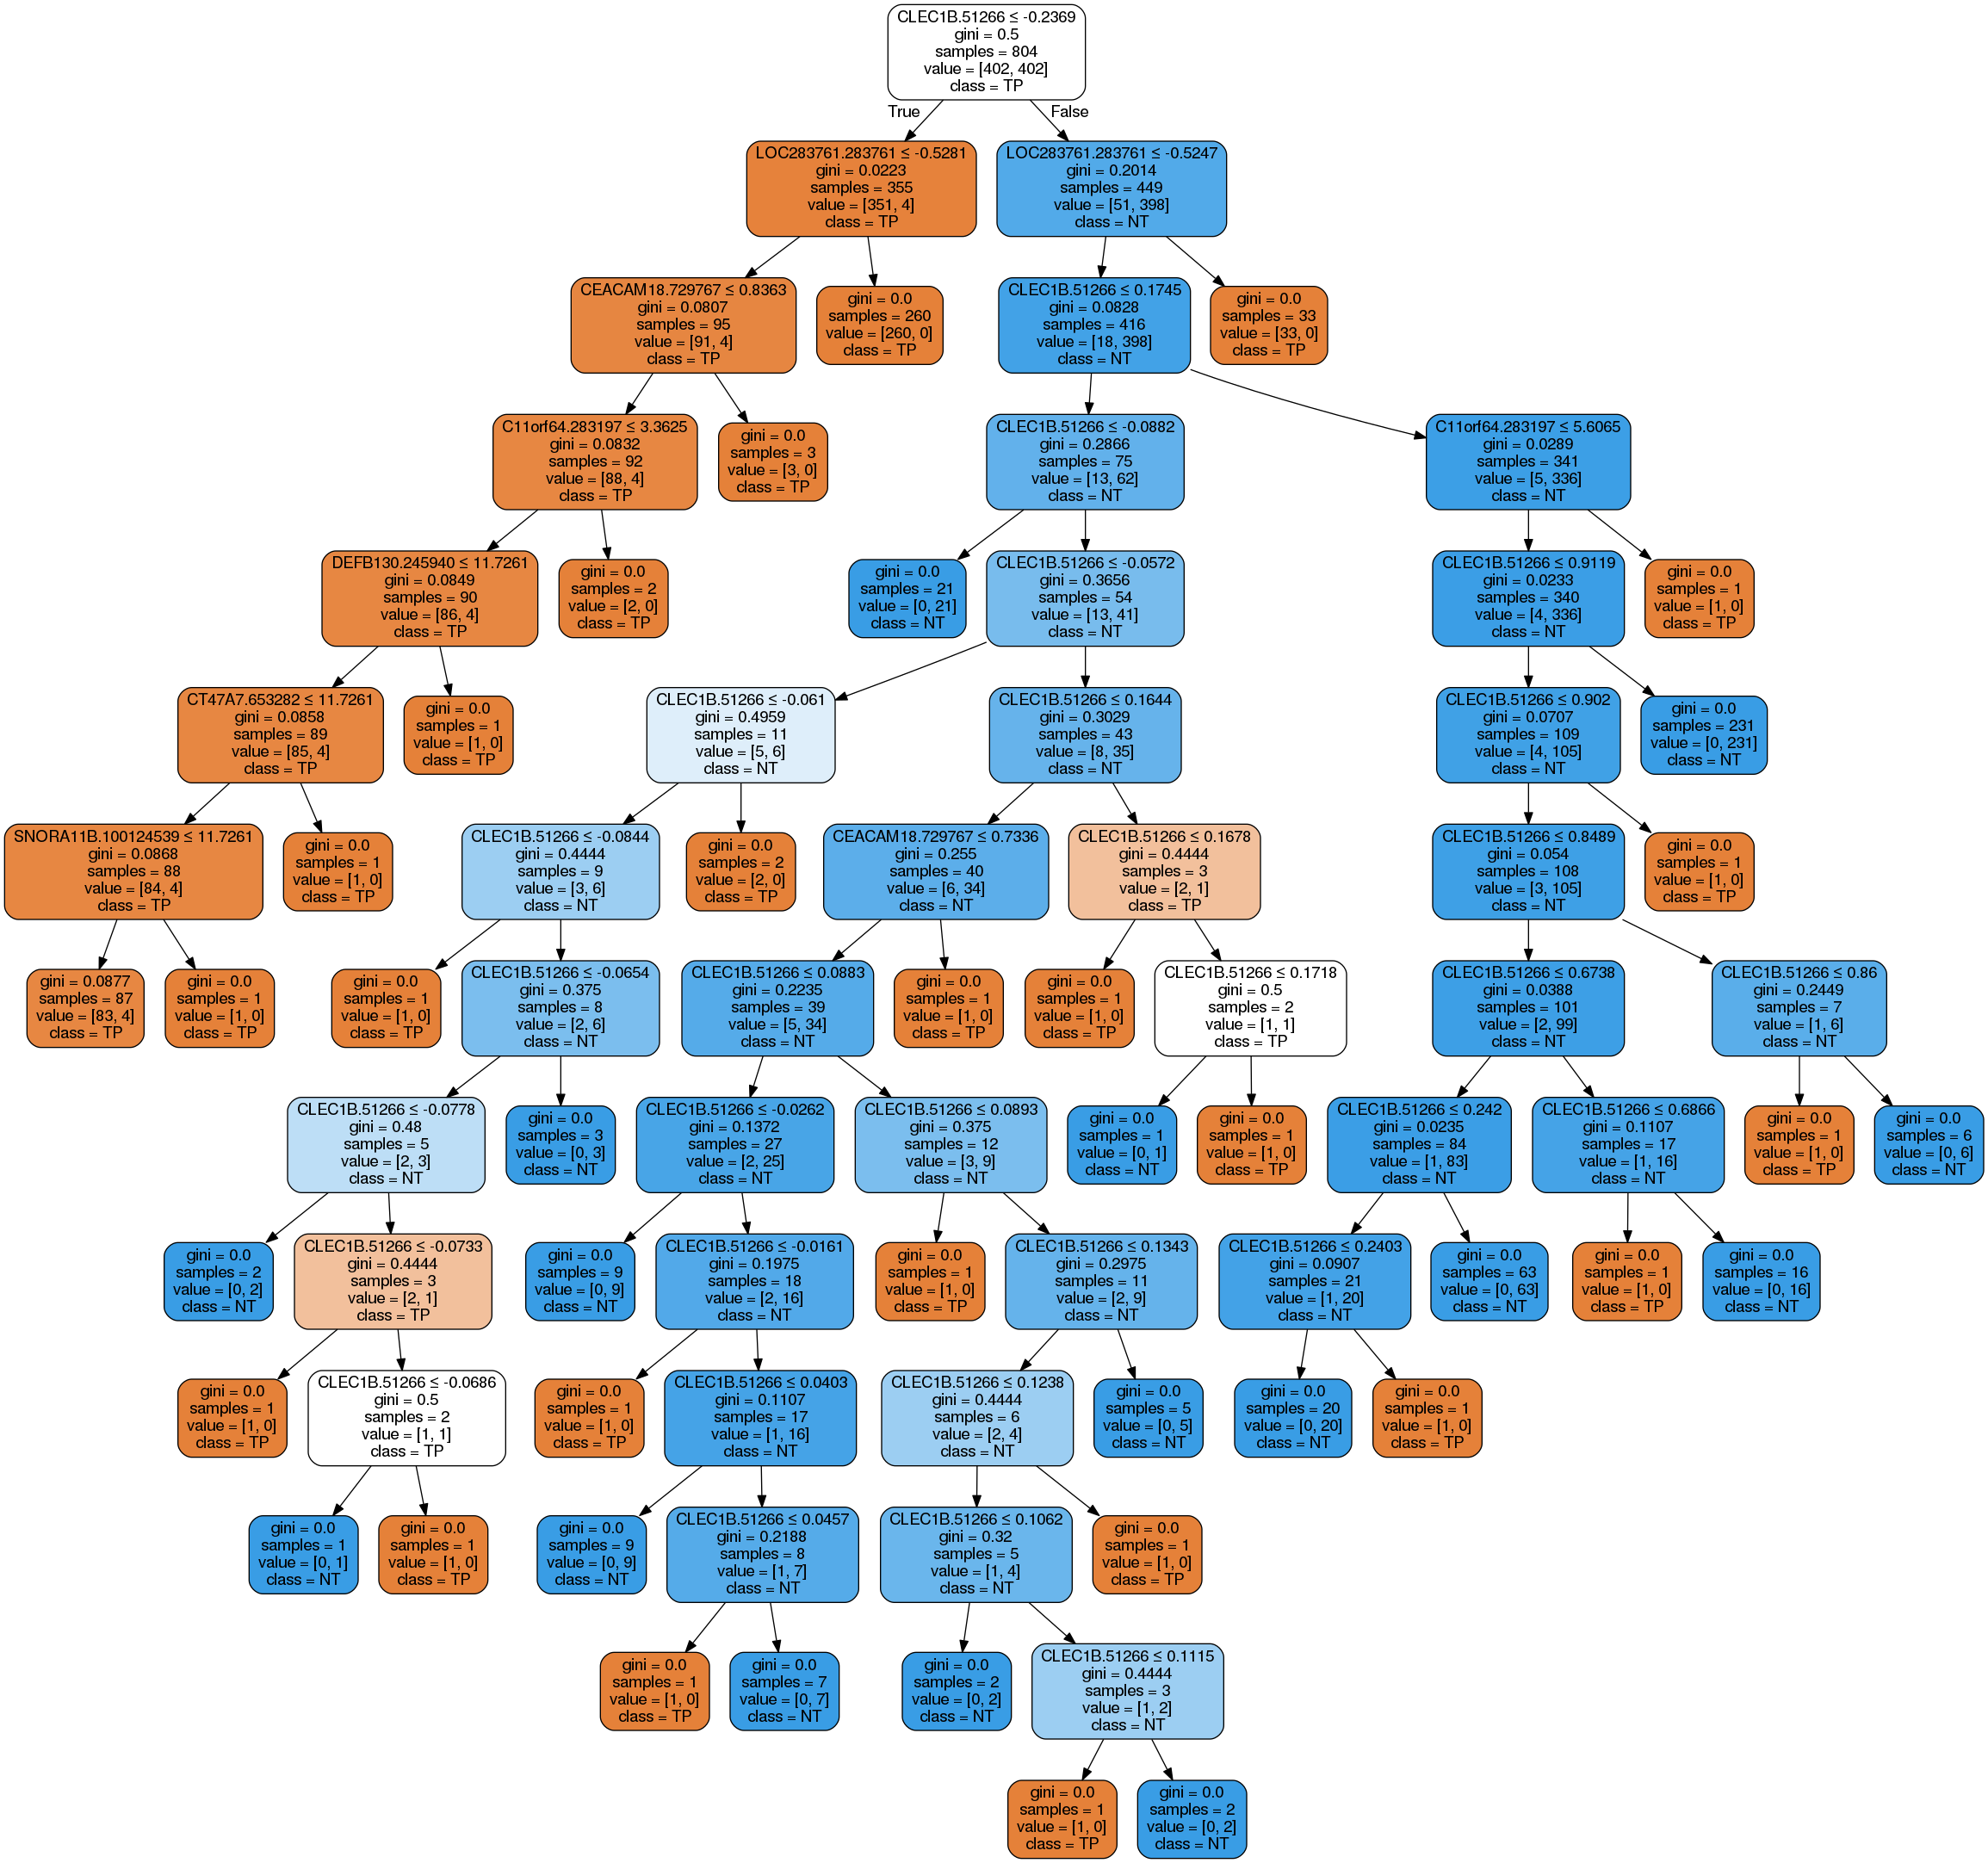 CLEC1B.51266 ≤ -0.2369
gini = 0.5
samples = 804
value = [402, 402]
class = TP
True
False
LOC283761.283761 ≤ -0.5281
gini = 0.0223
samples = 355
value = [351, 4]
class = TP
LOC283761.283761 ≤ -0.5247
gini = 0.2014
samples = 449
value = [51, 398]
class = NT
CEACAM18.729767 ≤ 0.8363
gini = 0.0807
samples = 95
value = [91, 4]
class = TP
gini = 0.0
samples = 260
value = [260, 0]
class = TP
CLEC1B.51266 ≤ 0.1745
gini = 0.0828
samples = 416
value = [18, 398]
class = NT
gini = 0.0
samples = 33
value = [33, 0]
class = TP
C11orf64.283197 ≤ 3.3625
gini = 0.0832
samples = 92
value = [88, 4]
class = TP
gini = 0.0
samples = 3
value = [3, 0]
class = TP
CLEC1B.51266 ≤ -0.0882
gini = 0.2866
samples = 75
value = [13, 62]
class = NT
C11orf64.283197 ≤ 5.6065
gini = 0.0289
samples = 341
value = [5, 336]
class = NT
DEFB130.245940 ≤ 11.7261
gini = 0.0849
samples = 90
value = [86, 4]
class = TP
gini = 0.0
samples = 2
value = [2, 0]
class = TP
gini = 0.0
samples = 21
value = [0, 21]
class = NT
CLEC1B.51266 ≤ -0.0572
gini = 0.3656
samples = 54
value = [13, 41]
class = NT
CLEC1B.51266 ≤ 0.9119
gini = 0.0233
samples = 340
value = [4, 336]
class = NT
gini = 0.0
samples = 1
value = [1, 0]
class = TP
CT47A7.653282 ≤ 11.7261
gini = 0.0858
samples = 89
value = [85, 4]
class = TP
gini = 0.0
samples = 1
value = [1, 0]
class = TP
CLEC1B.51266 ≤ -0.061
gini = 0.4959
samples = 11
value = [5, 6]
class = NT
CLEC1B.51266 ≤ 0.1644
gini = 0.3029
samples = 43
value = [8, 35]
class = NT
CLEC1B.51266 ≤ 0.902
gini = 0.0707
samples = 109
value = [4, 105]
class = NT
gini = 0.0
samples = 231
value = [0, 231]
class = NT
SNORA11B.100124539 ≤ 11.7261
gini = 0.0868
samples = 88
value = [84, 4]
class = TP
gini = 0.0
samples = 1
value = [1, 0]
class = TP
CLEC1B.51266 ≤ -0.0844
gini = 0.4444
samples = 9
value = [3, 6]
class = NT
gini = 0.0
samples = 2
value = [2, 0]
class = TP
CEACAM18.729767 ≤ 0.7336
gini = 0.255
samples = 40
value = [6, 34]
class = NT
CLEC1B.51266 ≤ 0.1678
gini = 0.4444
samples = 3
value = [2, 1]
class = TP
CLEC1B.51266 ≤ 0.8489
gini = 0.054
samples = 108
value = [3, 105]
class = NT
gini = 0.0
samples = 1
value = [1, 0]
class = TP
gini = 0.0877
samples = 87
value = [83, 4]
class = TP
gini = 0.0
samples = 1
value = [1, 0]
class = TP
gini = 0.0
samples = 1
value = [1, 0]
class = TP
CLEC1B.51266 ≤ -0.0654
gini = 0.375
samples = 8
value = [2, 6]
class = NT
CLEC1B.51266 ≤ 0.0883
gini = 0.2235
samples = 39
value = [5, 34]
class = NT
gini = 0.0
samples = 1
value = [1, 0]
class = TP
gini = 0.0
samples = 1
value = [1, 0]
class = TP
CLEC1B.51266 ≤ 0.1718
gini = 0.5
samples = 2
value = [1, 1]
class = TP
CLEC1B.51266 ≤ 0.6738
gini = 0.0388
samples = 101
value = [2, 99]
class = NT
CLEC1B.51266 ≤ 0.86
gini = 0.2449
samples = 7
value = [1, 6]
class = NT
CLEC1B.51266 ≤ -0.0778
gini = 0.48
samples = 5
value = [2, 3]
class = NT
gini = 0.0
samples = 3
value = [0, 3]
class = NT
CLEC1B.51266 ≤ -0.0262
gini = 0.1372
samples = 27
value = [2, 25]
class = NT
CLEC1B.51266 ≤ 0.0893
gini = 0.375
samples = 12
value = [3, 9]
class = NT
gini = 0.0
samples = 1
value = [0, 1]
class = NT
gini = 0.0
samples = 1
value = [1, 0]
class = TP
CLEC1B.51266 ≤ 0.242
gini = 0.0235
samples = 84
value = [1, 83]
class = NT
CLEC1B.51266 ≤ 0.6866
gini = 0.1107
samples = 17
value = [1, 16]
class = NT
gini = 0.0
samples = 1
value = [1, 0]
class = TP
gini = 0.0
samples = 6
value = [0, 6]
class = NT
gini = 0.0
samples = 2
value = [0, 2]
class = NT
CLEC1B.51266 ≤ -0.0733
gini = 0.4444
samples = 3
value = [2, 1]
class = TP
gini = 0.0
samples = 9
value = [0, 9]
class = NT
CLEC1B.51266 ≤ -0.0161
gini = 0.1975
samples = 18
value = [2, 16]
class = NT
gini = 0.0
samples = 1
value = [1, 0]
class = TP
CLEC1B.51266 ≤ 0.1343
gini = 0.2975
samples = 11
value = [2, 9]
class = NT
CLEC1B.51266 ≤ 0.2403
gini = 0.0907
samples = 21
value = [1, 20]
class = NT
gini = 0.0
samples = 63
value = [0, 63]
class = NT
gini = 0.0
samples = 1
value = [1, 0]
class = TP
gini = 0.0
samples = 16
value = [0, 16]
class = NT
gini = 0.0
samples = 1
value = [1, 0]
class = TP
CLEC1B.51266 ≤ -0.0686
gini = 0.5
samples = 2
value = [1, 1]
class = TP
gini = 0.0
samples = 1
value = [1, 0]
class = TP
CLEC1B.51266 ≤ 0.0403
gini = 0.1107
samples = 17
value = [1, 16]
class = NT
CLEC1B.51266 ≤ 0.1238
gini = 0.4444
samples = 6
value = [2, 4]
class = NT
gini = 0.0
samples = 5
value = [0, 5]
class = NT
gini = 0.0
samples = 20
value = [0, 20]
class = NT
gini = 0.0
samples = 1
value = [1, 0]
class = TP
gini = 0.0
samples = 1
value = [0, 1]
class = NT
gini = 0.0
samples = 1
value = [1, 0]
class = TP
gini = 0.0
samples = 9
value = [0, 9]
class = NT
CLEC1B.51266 ≤ 0.0457
gini = 0.2188
samples = 8
value = [1, 7]
class = NT
CLEC1B.51266 ≤ 0.1062
gini = 0.32
samples = 5
value = [1, 4]
class = NT
gini = 0.0
samples = 1
value = [1, 0]
class = TP
gini = 0.0
samples = 1
value = [1, 0]
class = TP
gini = 0.0
samples = 7
value = [0, 7]
class = NT
gini = 0.0
samples = 2
value = [0, 2]
class = NT
CLEC1B.51266 ≤ 0.1115
gini = 0.4444
samples = 3
value = [1, 2]
class = NT
gini = 0.0
samples = 1
value = [1, 0]
class = TP
gini = 0.0
samples = 2
value = [0, 2]
class = NT